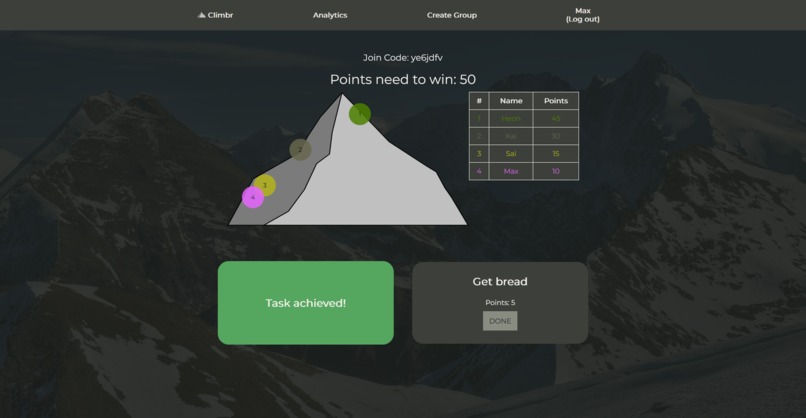 Climbr
Analytics
Create Group
Max
(Log out)
Join Code: ye6jdfv
Points need to win: 50
# Name Points
1 Heon 45
2 Kai 30
3 Sai 15
4 Max 10
2
3
4
Task achieved!
Get bread
Points: 5
DONE